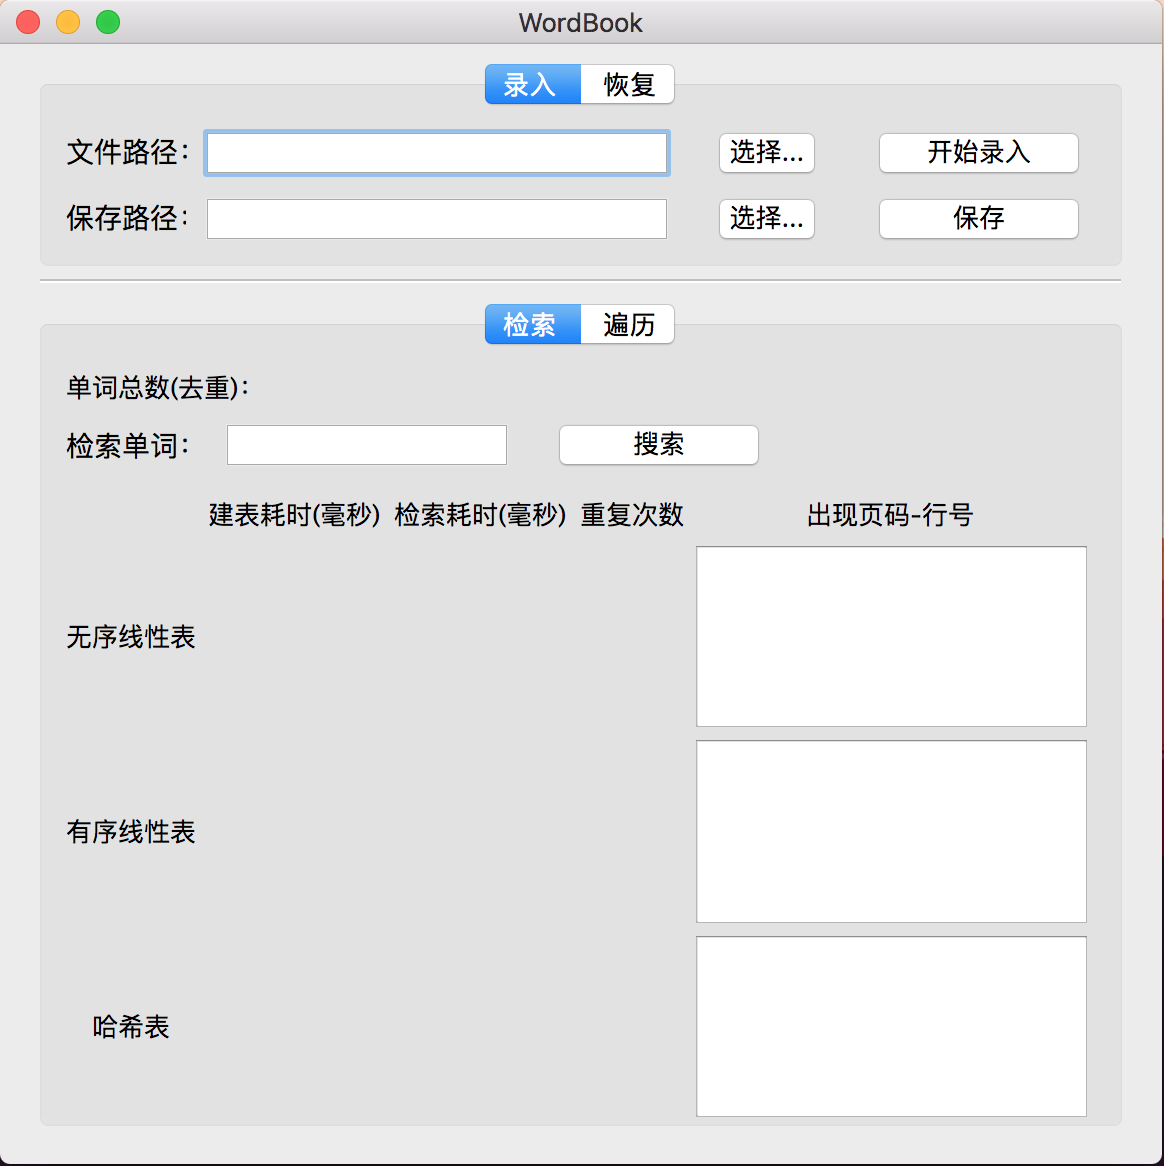 WordBook
录入 恢复
文件路径： 选择... 开始录入
保存路径： 选择... 保存
检索 遍历
单词总数(去重)：
检索单词： 搜索
建表耗时(毫秒) 检索耗时(毫秒) 重复次数 出现页码-行号
无序线性表
有序线性表
哈希表